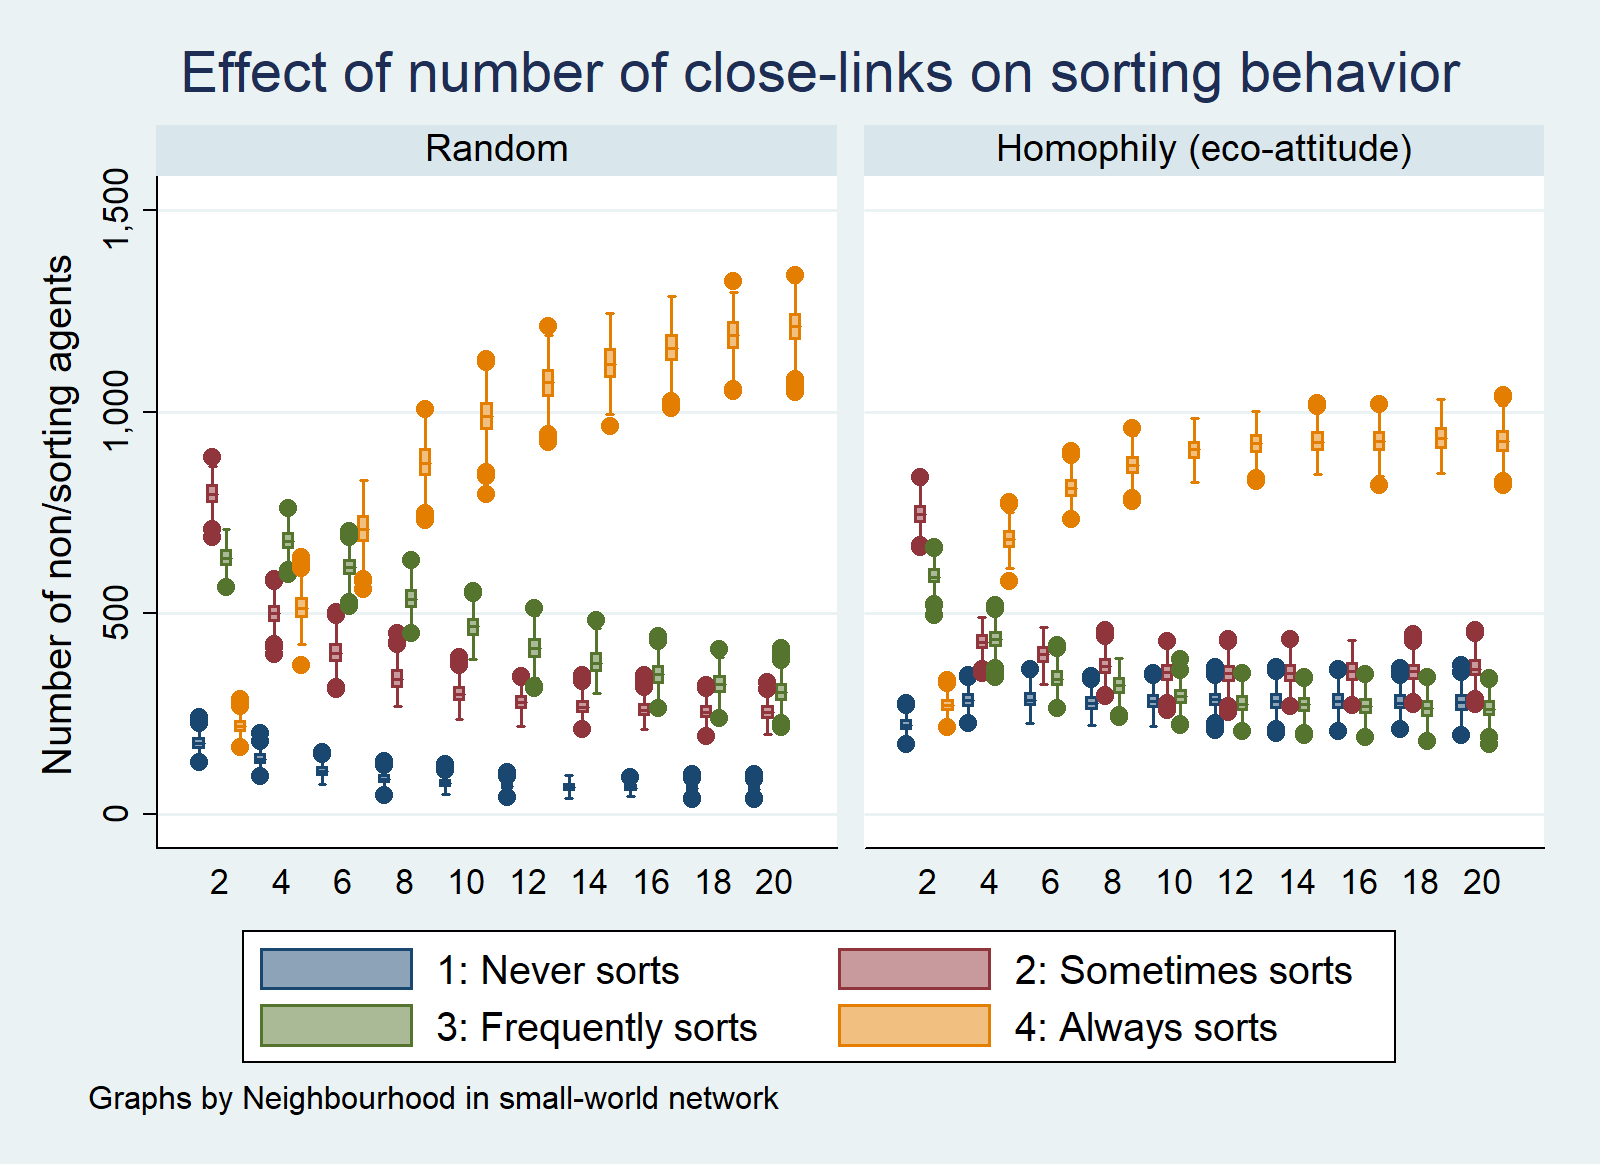 Effect of number of close-links on sorting behavior
Random
Homophily (eco-attitude)
Number of non/sorting agents
1,500
1,000
500
0
2 4 6 8 10 12 14 16 18 20
2 4 6 8 10 12 14 16 18 20
1: Never sorts
2: Sometimes sorts
3: Frequently sorts
4: Always sorts
Graphs by Neighbourhood in small-world network